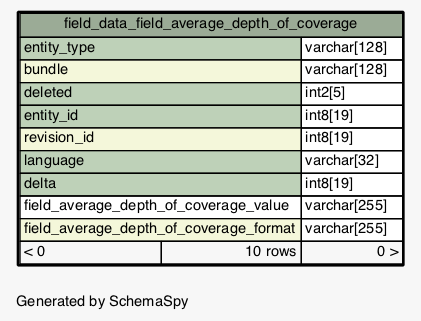 field_data_field_average_depth_of_coverage
entity_type varchar[128]
bundle varchar[128]
deleted int2[5]
entity_id int8[19]
revision_id int8[19]
language varchar[32]
delta int8[19]
field_average_depth_of_coverage_value varchar[255]
field_average_depth_of_coverage_format varchar[255]
< 0 10 rows 0 >
Generated by SchemaSpy